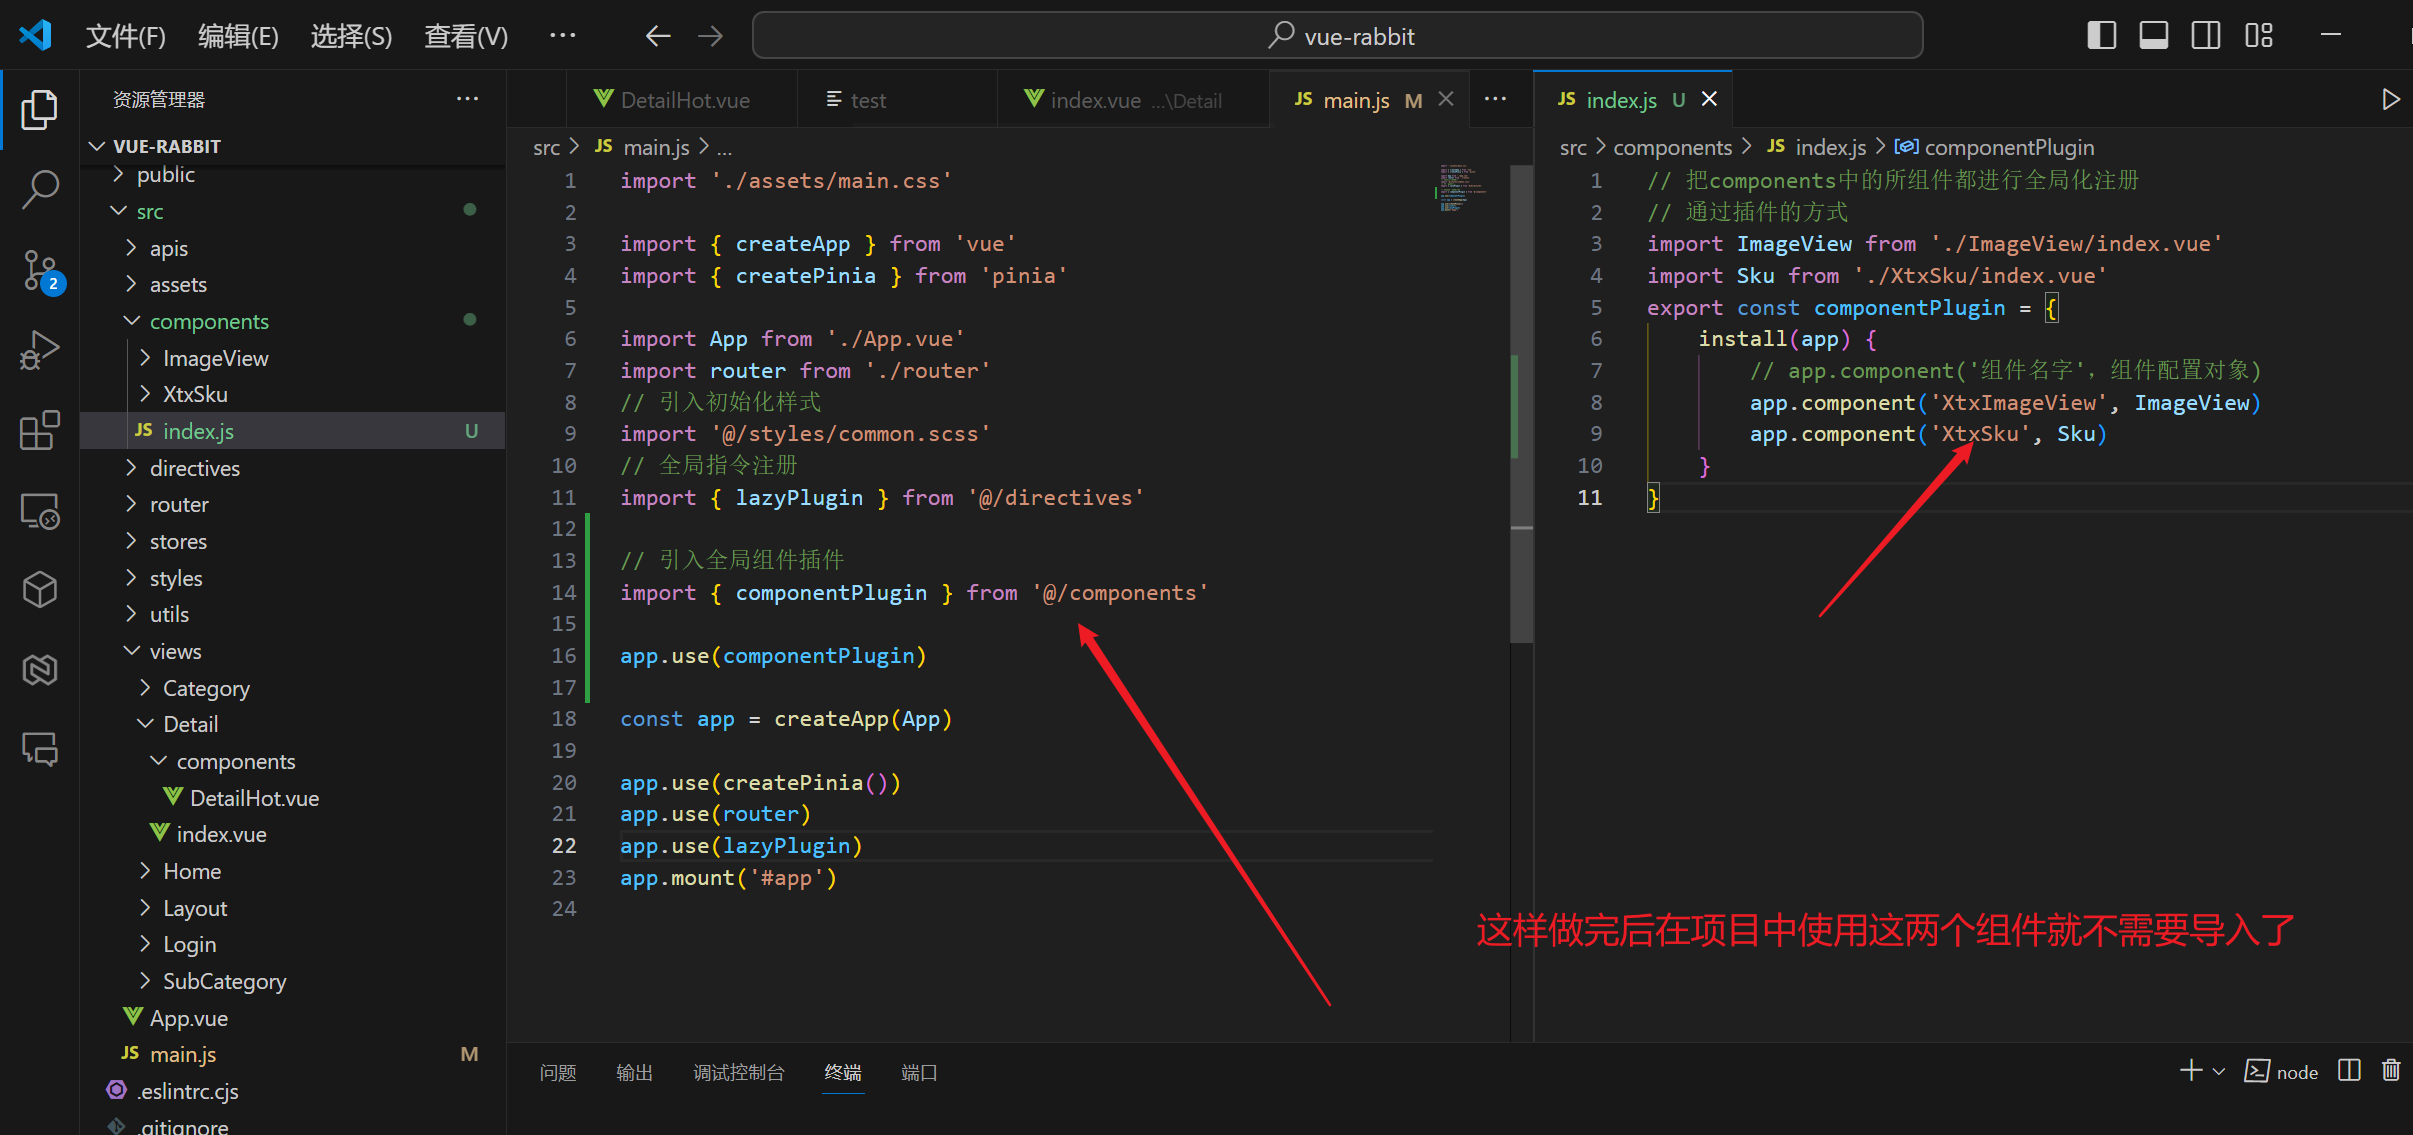 文件(F) 编辑(E) 选择(S) 查看(V) ··· vue-rabbit
资源管理器 ···
VUE-RABBIT
public
src
apis
assets
components
ImageView
XtxSku
JS index.js U
directives
router
stores
styles
utils
views
Category
Detail
components
DetailHot.vue
index.vue
Home
Layout
Login
SubCategory
App.vue
JS main.js M
.eslintrc.cjs
.gitignore
2
DetailHot.vue
test
index.vue ...\Detail
JS main.js M
src > JS main.js > ...
1 import './assets/main.css'
2
3 import { createApp } from 'vue'
4 import { createPinia } from 'pinia'
5
6 import App from './App.vue'
7 import router from './router'
8 // 引入初始化样式
9 import '@/styles/common.scss'
10 // 全局指令注册
11 import { lazyPlugin } from '@/directives'
12
13 // 引入全局组件插件
14 import { componentPlugin } from '@/components'
15
16 app.use(componentPlugin)
17
18 const app = createApp(App)
19
20 app.use(createPinia())
21 app.use(router)
22 app.use(lazyPlugin)
23 app.mount('#app')
24
JS index.js U
src > components > JS index.js > componentPlugin
1 // 把components中的所组件都进行全局化注册
2 // 通过插件的方式
3 import ImageView from './ImageView/index.vue'
4 import Sku from './XtxSku/index.vue'
5 export const componentPlugin = {
6 install(app) {
7 // app.component('组件名字', 组件配置对象)
8 app.component('XtxImageView', ImageView)
9 app.component('XtxSku', Sku)
10 }
11 }
这样做完后在项目中使用这两个组件就不需要导入了
问题 输出 调试控制台 终端 端口
node